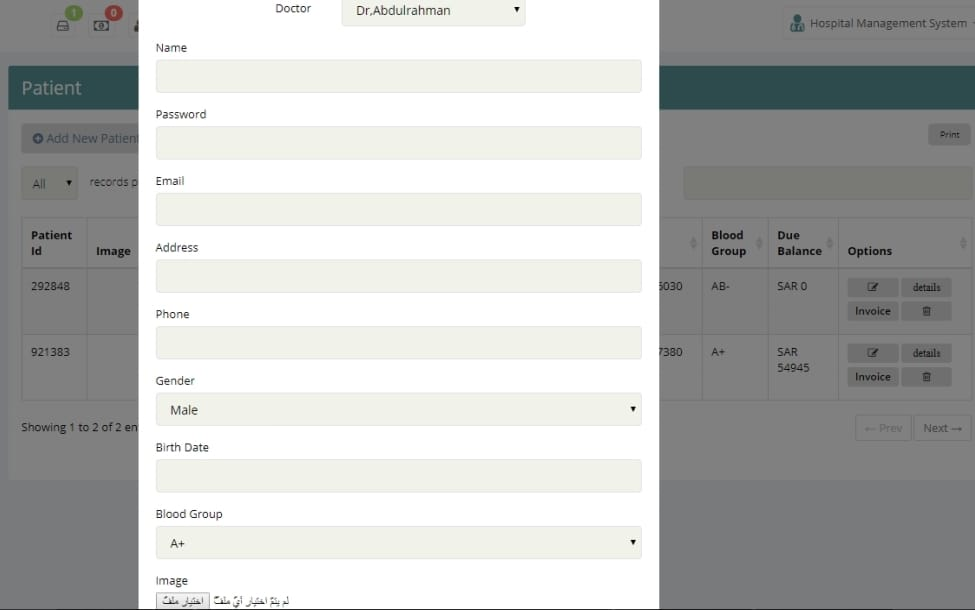 1 0
Hospital Management System
Doctor Dr,Abdulrahman
Patient
Name
Add New Patient
Password
Print
All records p
Email
Patient Id Image Blood Group Due Balance Options
Address
292848 6030 AB- SAR 0 details
Invoice
Phone
921383 7380 A+ SAR 54945 details
Invoice
Gender
Male
Showing 1 to 2 of 2 en
← Prev Next →
Birth Date
Blood Group
A+
Image
اختيار ملفّ لم يتمّ اختيار أيّ ملفّ